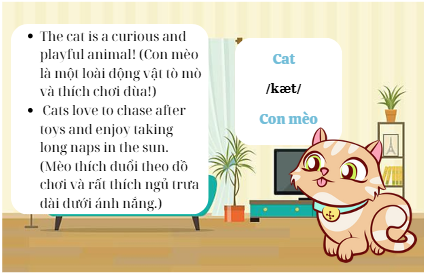 • The cat is a curious and
playful animal! (Con mèo
là một loài động vật tò mò
và thích chơi đùa!)
• Cats love to chase after
toys and enjoy taking
long naps in the sun.
(Mèo thích đuổi theo đồ
chơi và rất thích ngủ trưa
dài dưới ánh nắng.)
Cat
/kæt/
Con mèo